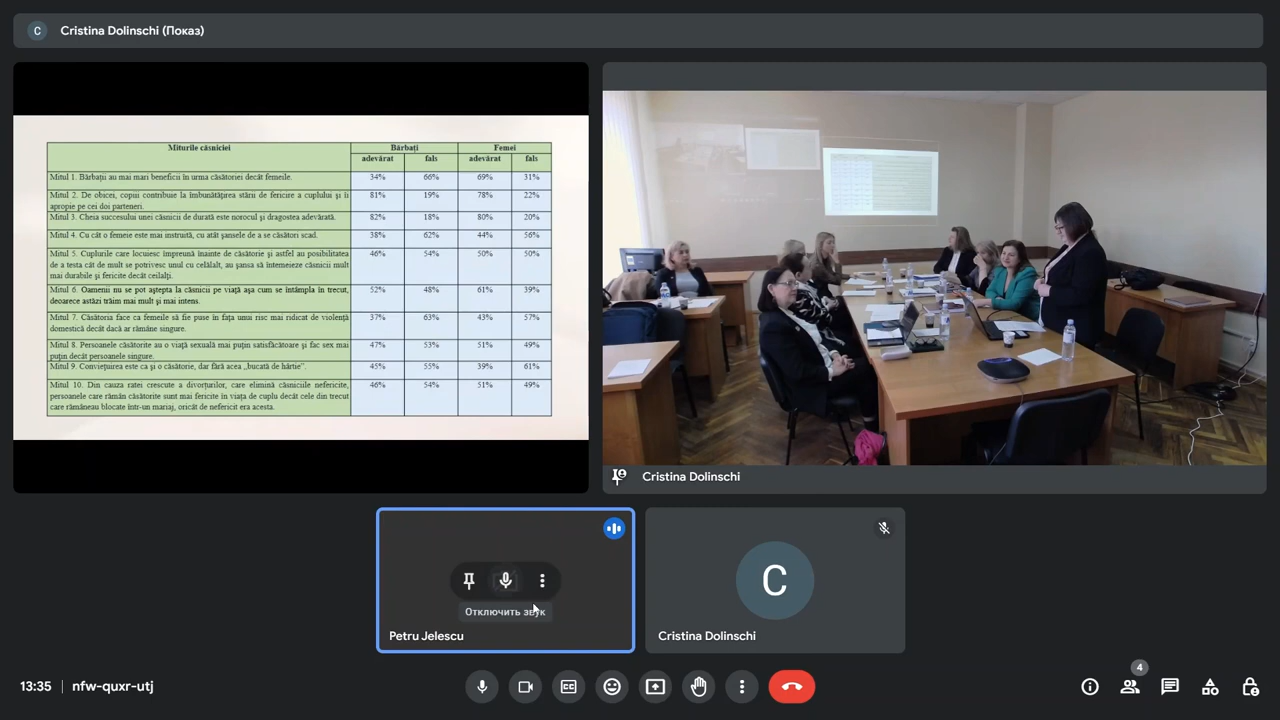 C Cristina Dolinschi (Показ)
Miturile căsniciei Bărbați Femei
adevărat fals adevărat fals
Mitul 1. Bărbații au mai mari beneficii în urma căsătoriei decât femeile. 34% 66% 69% 31%
Mitul 2. De obicei, copiii contribuie la îmbunătățirea stării de fericire a cuplului și îi 81% 19% 78% 22%
apropie pe cei doi parteneri.
Mitul 3. Cheia succesului unei căsnicii de durată este norocul și dragostea adevărată. 82% 18% 80% 20%
Mitul 4. Cu cât o femeie este mai instruită, cu atât șansele de a se căsători scad. 38% 62% 44% 56%
Mitul 5. Cuplurile care locuiesc împreună înainte de căsătorie și astfel au posibilitatea 46% 54% 50% 50%
de a testa cât de mult se potrivesc unul cu celălalt, au șansa să întemeieze căsnicii mult
mai durabile și fericite decât ceilalți.
Mitul 6. Oamenii nu se pot aștepta la căsnicii pe viață așa cum se întâmpla în trecut, 52% 48% 61% 39%
deoarece astăzi trăim mai mult și mai intens.
Mitul 7. Căsătoria face ca femeile să fie puse în fața unui risc mai ridicat de violență 37% 63% 43% 57%
domestică decât dacă ar rămâne singure.
Mitul 8. Persoanele căsătorite au o viață sexuală mai puțin satisfăcătoare și fac sex mai 47% 53% 51% 49%
puțin decât persoanele singure.
Mitul 9. Conviețuirea este ca și o căsătorie, dar fără acea „bucată de hârtie”. 45% 55% 39% 61%
Mitul 10. Din cauza ratei crescute a divorțurilor, care elimină căsniciile nefericite, 46% 54% 51% 49%
persoanele care rămân căsătorite sunt mai fericite în viața de cuplu decât cele din trecut
care rămâneau blocate într-un mariaj, oricât de nefericit era acesta.
Cristina Dolinschi
Отключить звук
Petru Jelescu
C
Cristina Dolinschi
13:35 | nfw-quxr-utj
4